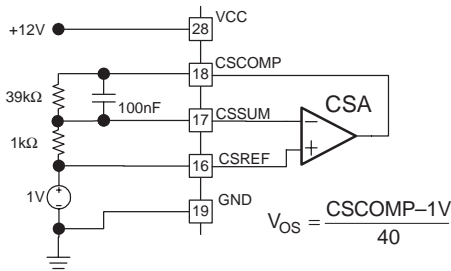 VCC
+12V
28
CSCOMP
18
39kΩ
100nF
CSA
CSSUM
17
−
1kΩ
+
CSREF
16
1V
+
−
GND
19
V_OS = (CSCOMP–1V) / 40